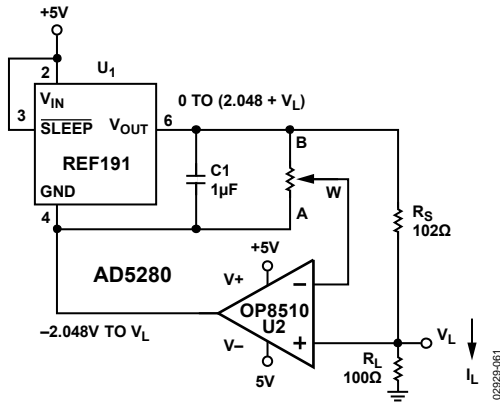 +5V
U1
2
VIN
3
SLEEP
VOUT
6
0 TO (2.048 + VL)
REF191
GND
4
C1
1µF
B
W
A
RS
102Ω
AD5280
+5V
V+
OP8510
U2
−
+
V−
5V
−2.048V TO VL
VL
RL
100Ω
IL
02929-061